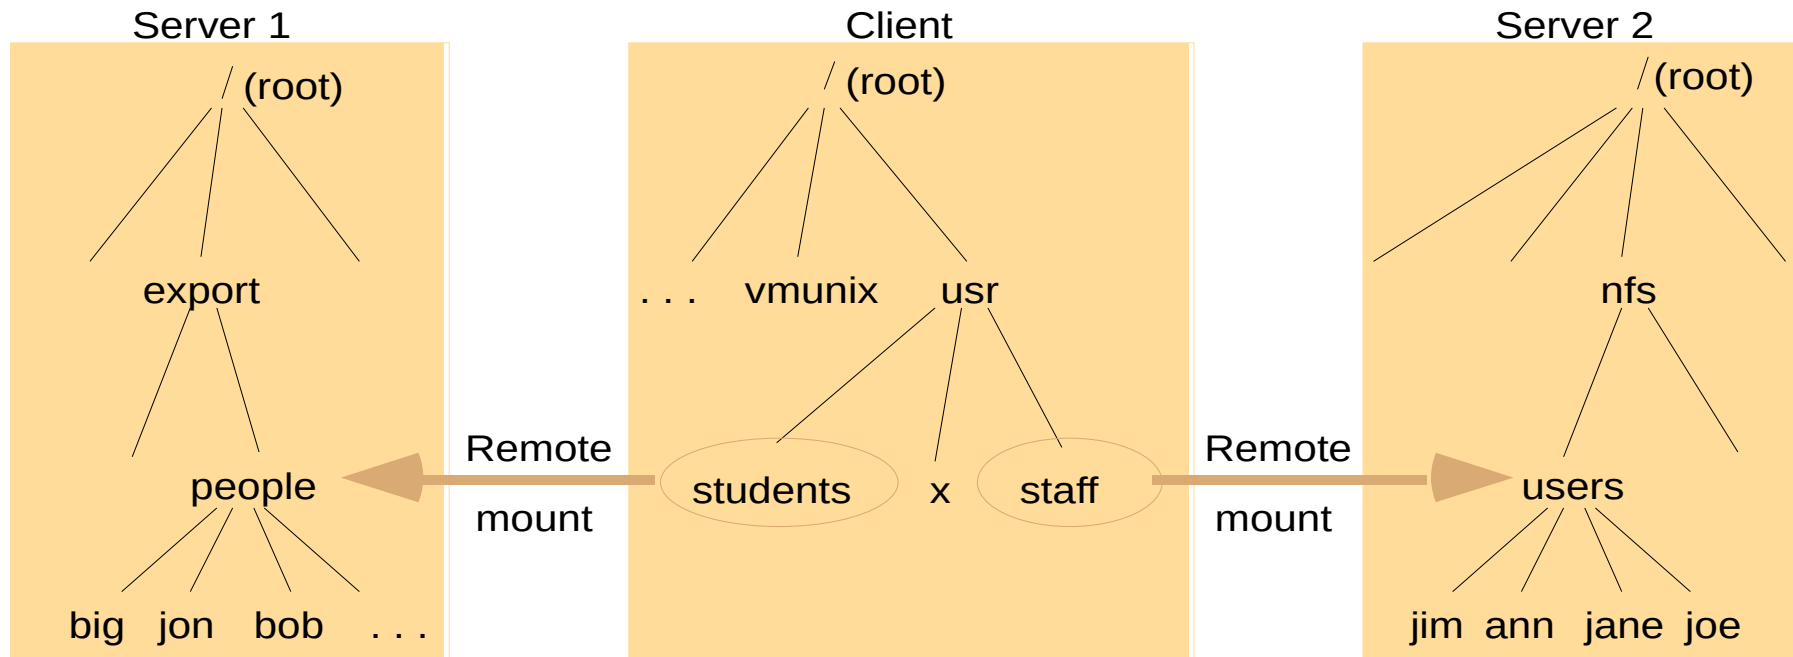 Server 1 Client Server 2
/ (root) / (root) / (root)
export . . . vmunix usr nfs
Remote Remote
people students x staff users
mount mount
big jon bob . . . jim ann jane joe